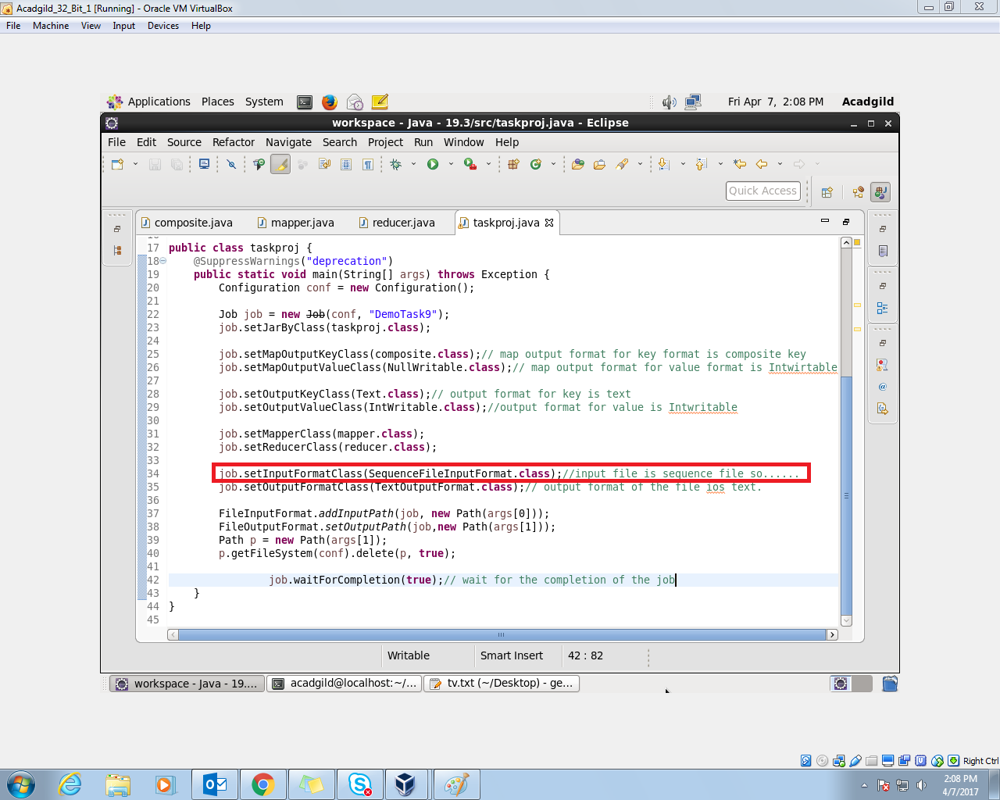 Acadgild_32_Bit_1 [Running] - Oracle VM VirtualBox
File Machine View Input Devices Help
Applications Places System Fri Apr 7, 2:08 PM Acadgild
workspace - Java - 19.3/src/taskproj.java - Eclipse
File Edit Source Refactor Navigate Search Project Run Window Help
Quick Access
composite.java mapper.java reducer.java taskproj.java
17 public class taskproj {
18 @SuppressWarnings("deprecation")
19 public static void main(String[] args) throws Exception {
20 Configuration conf = new Configuration();
21
22 Job job = new Job(conf, "DemoTask9");
23 job.setJarByClass(taskproj.class);
24
25 job.setMapOutputKeyClass(composite.class);// map output format for key format is composite key
26 job.setMapOutputValueClass(NullWritable.class);// map output format for value format is Intwirtable
27
28 job.setOutputKeyClass(Text.class);// output format for key is text
29 job.setOutputValueClass(IntWritable.class);//output format for value is Intwritable
30
31 job.setMapperClass(mapper.class);
32 job.setReducerClass(reducer.class);
33
34 job.setInputFormatClass(SequenceFileInputFormat.class);//input file is sequence file so......
35 job.setOutputFormatClass(TextOutputFormat.class);// output format of the file ios text.
36
37 FileInputFormat.addInputPath(job, new Path(args[0]));
38 FileOutputFormat.setOutputPath(job,new Path(args[1]));
39 Path p = new Path(args[1]);
40 p.getFileSystem(conf).delete(p, true);
41
42 job.waitForCompletion(true);// wait for the completion of the job
43 }
44 }
45
Writable Smart Insert 42 : 82
workspace - Java - 19.... acadgild@localhost:~/... tv.txt (~/Desktop) - ge...
Right Ctrl
2:08 PM
4/7/2017